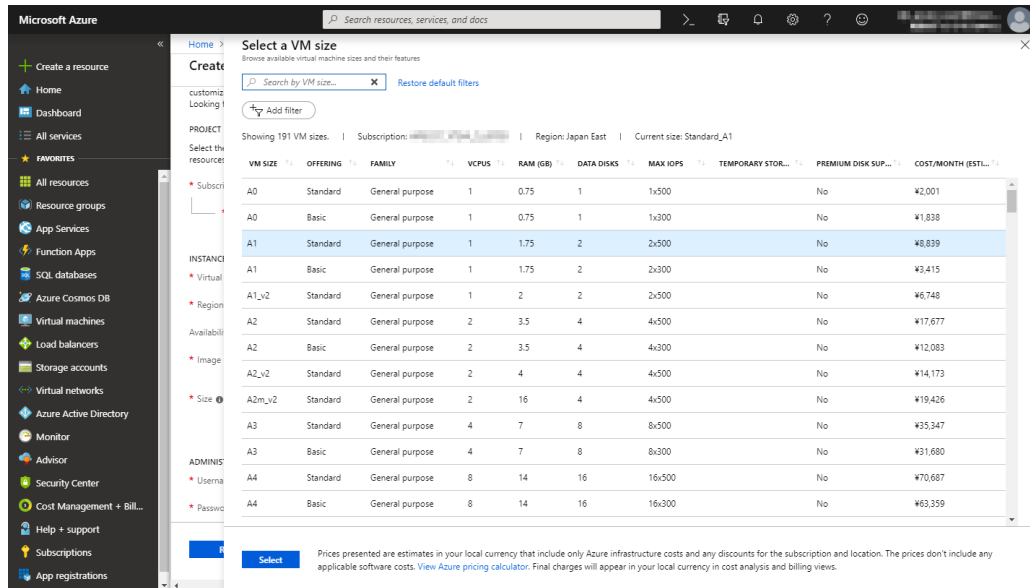 Microsoft Azure
Search resources, services, and docs
Create a resource
Home
Dashboard
All services
FAVORITES
All resources
Resource groups
App Services
Function Apps
SQL databases
Azure Cosmos DB
Virtual machines
Load balancers
Storage accounts
Virtual networks
Azure Active Directory
Monitor
Advisor
Security Center
Cost Management + Bill...
Help + support
Subscriptions
App registrations
Home >
Create
customiz
Looking
PROJECT
Select the
resources
* Subscri
*
INSTANCE
* Virtual
* Region
Availabili
* Image
* Size
ADMINIS
* Userna
* Passwo
R
Select a VM size
Browse available virtual machine sizes and their features
Search by VM size...
Restore default filters
Add filter
Showing 191 VM sizes. | Subscription: | Region: Japan East | Current size: Standard_A1
VM SIZE OFFERING FAMILY VCPUS RAM (GB) DATA DISKS MAX IOPS TEMPORARY STOR... PREMIUM DISK SUP... COST/MONTH (ESTI...
A0 Standard General purpose 1 0.75 1 1x500 No ¥2,001
A0 Basic General purpose 1 0.75 1 1x300 No ¥1,838
A1 Standard General purpose 1 1.75 2 2x500 No ¥8,839
A1 Basic General purpose 1 1.75 2 2x300 No ¥3,415
A1_v2 Standard General purpose 1 2 2 2x500 No ¥6,748
A2 Standard General purpose 2 3.5 4 4x500 No ¥17,677
A2 Basic General purpose 2 3.5 4 4x300 No ¥12,083
A2_v2 Standard General purpose 2 4 4 4x500 No ¥14,173
A2m_v2 Standard General purpose 2 16 4 4x500 No ¥19,426
A3 Standard General purpose 4 7 8 8x500 No ¥35,347
A3 Basic General purpose 4 7 8 8x300 No ¥31,680
A4 Standard General purpose 8 14 16 16x500 No ¥70,687
A4 Basic General purpose 8 14 16 16x300 No ¥63,359
Select
Prices presented are estimates in your local currency that include only Azure infrastructure costs and any discounts for the subscription and location. The prices don't include any
applicable software costs. View Azure pricing calculator. Final charges will appear in your local currency in cost analysis and billing views.